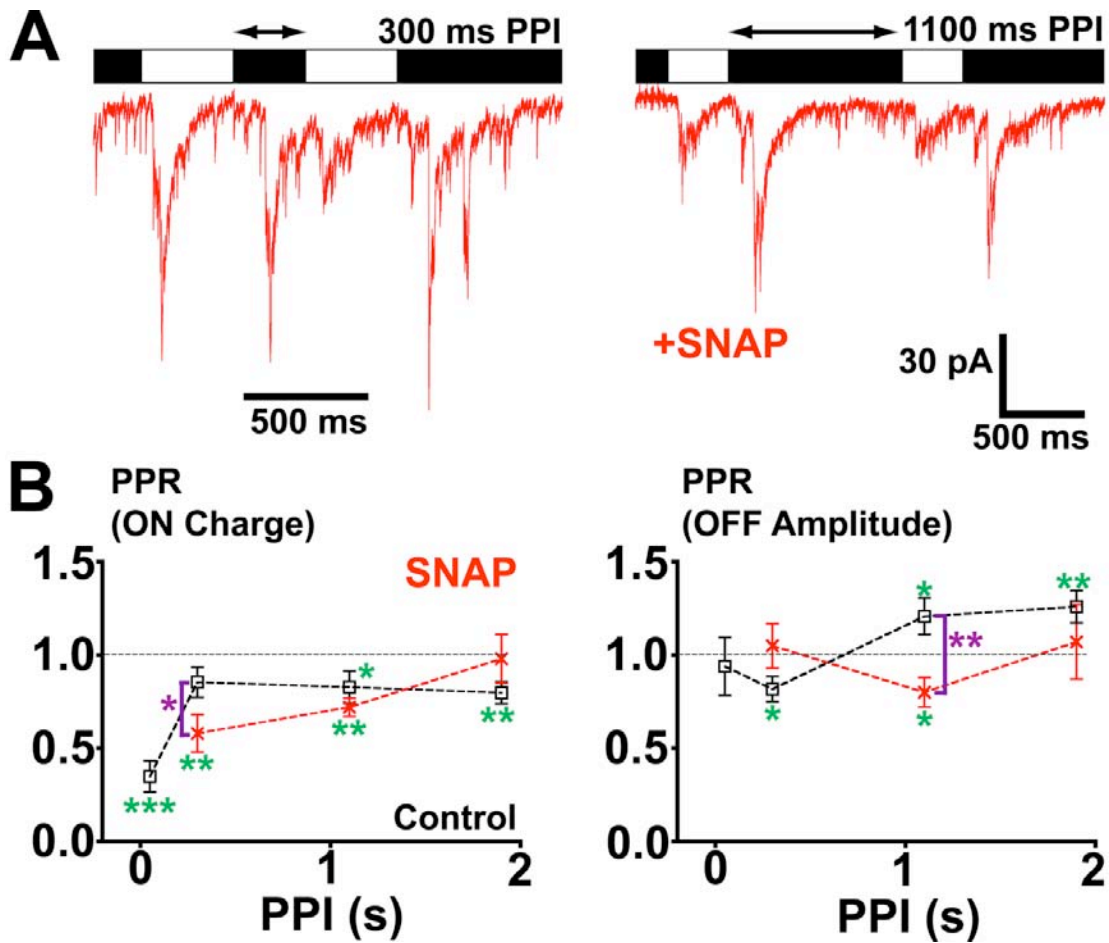 A
300 ms PPI
1100 ms PPI
+SNAP
30 pA
500 ms
500 ms
B
PPR
(ON Charge)
PPR
(OFF Amplitude)
1.5
1.0
0.5
0.0
SNAP
*
*
**
**
**
***
Control
0
1
2
PPI (s)
1.5
1.0
0.5
0.0
*
**
**
*
*
0
1
2
PPI (s)